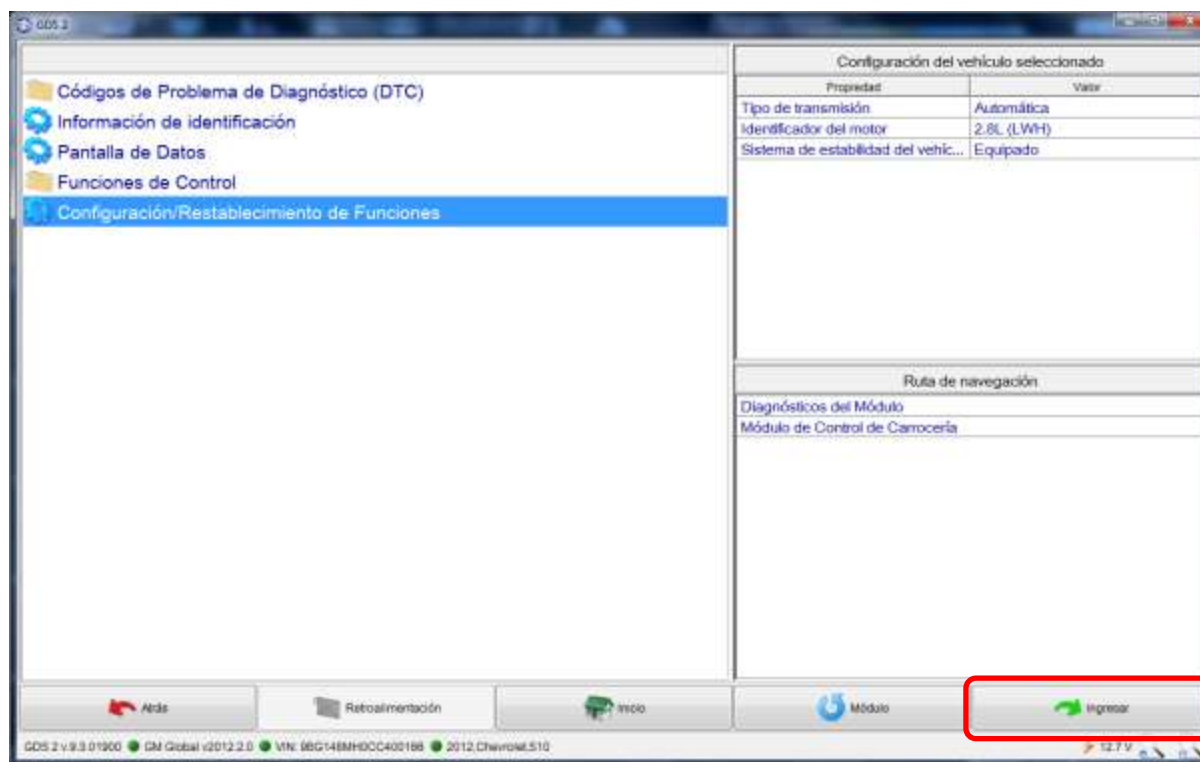 GDS 2
Códigos de Problema de Diagnóstico (DTC)
Información de identificación
Pantalla de Datos
Funciones de Control
Configuración/Restablecimiento de Funciones
Configuración del vehículo seleccionado
Propiedad Valor
Tipo de transmisión Automática
Identificador del motor 2.8L (LWH)
Sistema de estabilidad del vehíc... Equipado
Ruta de navegación
Diagnósticos del Módulo
Módulo de Control de Carrocería
Atrás Retroalimentación Inicio Módulo Ingresar
GDS 2 v.9.3.01900 GM Global v2012.2.0 VIN: 2012,Chevrolet,S10 12.7 V